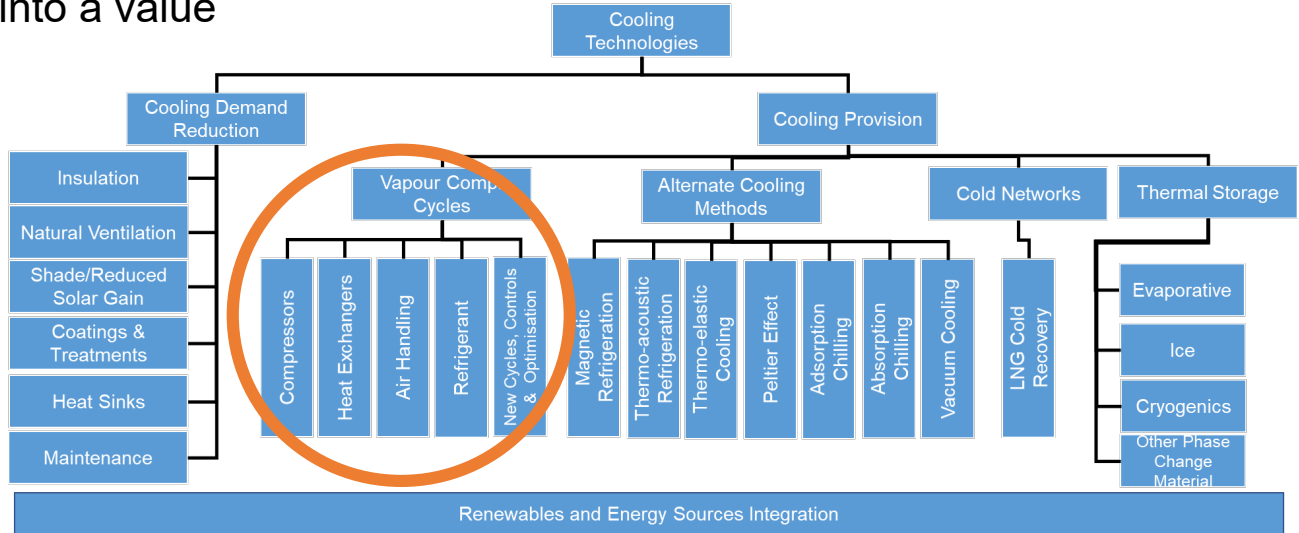 into a value
Cooling
Technologies
Cooling Demand
Reduction
Cooling Provision
Insulation
Natural Ventilation
Shade/Reduced
Solar Gain
Coatings &
Treatments
Heat Sinks
Maintenance
Vapour Comp
Cycles
Alternate Cooling
Methods
Cold Networks
Thermal Storage
Compressors
Heat Exchangers
Air Handling
Refrigerant
New Cycles, Controls
& Optimisation
Magnetic
Refrigeration
Thermo-acoustic
Refrigeration
Thermo-elastic
Cooling
Peltier Effect
Adsorption
Chilling
Absorption
Chilling
Vacuum Cooling
LNG Cold
Recovery
Evaporative
Ice
Cryogenics
Other Phase
Change
Material
Renewables and Energy Sources Integration